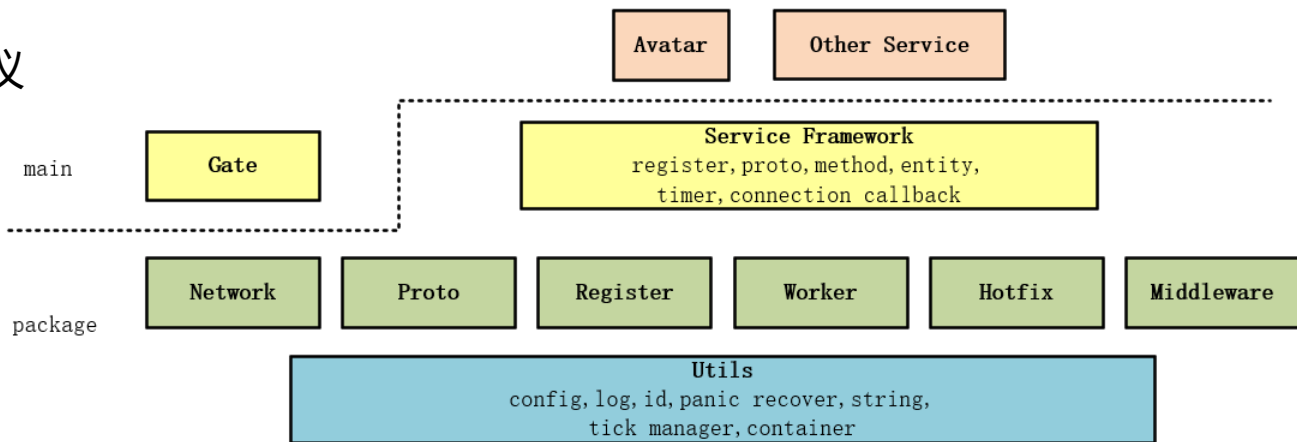 议
Avatar
Other Service
main
Gate
Service Framework
register,proto,method,entity,
timer,connection callback
package
Network
Proto
Register
Worker
Hotfix
Middleware
Utils
config,log,id,panic recover,string,
tick manager,container